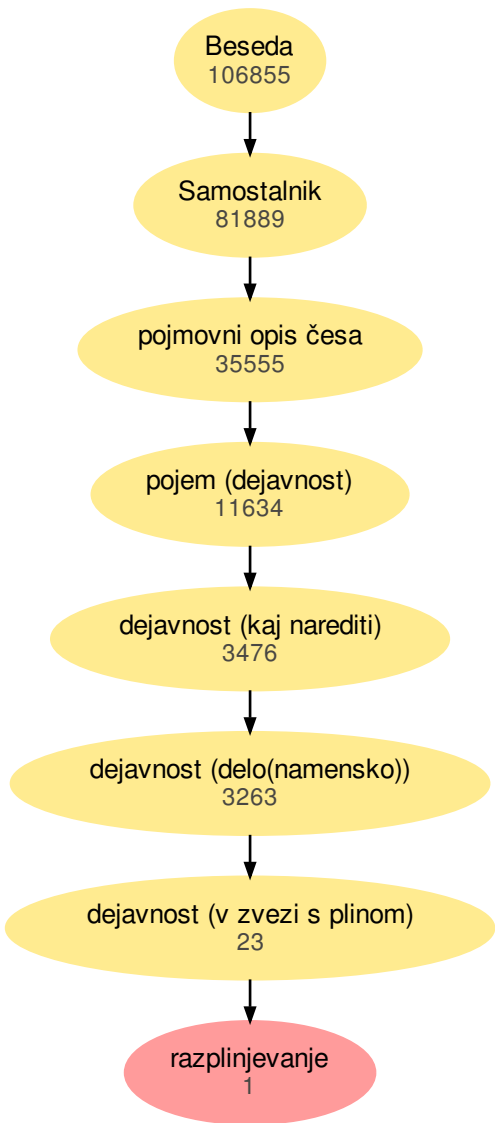 Beseda
106855
Samostalnik
81889
pojmovni opis česa
35555
pojem (dejavnost)
11634
dejavnost (kaj narediti)
3476
dejavnost (delo(namensko))
3263
dejavnost (v zvezi s plinom)
23
razplinjevanje
1